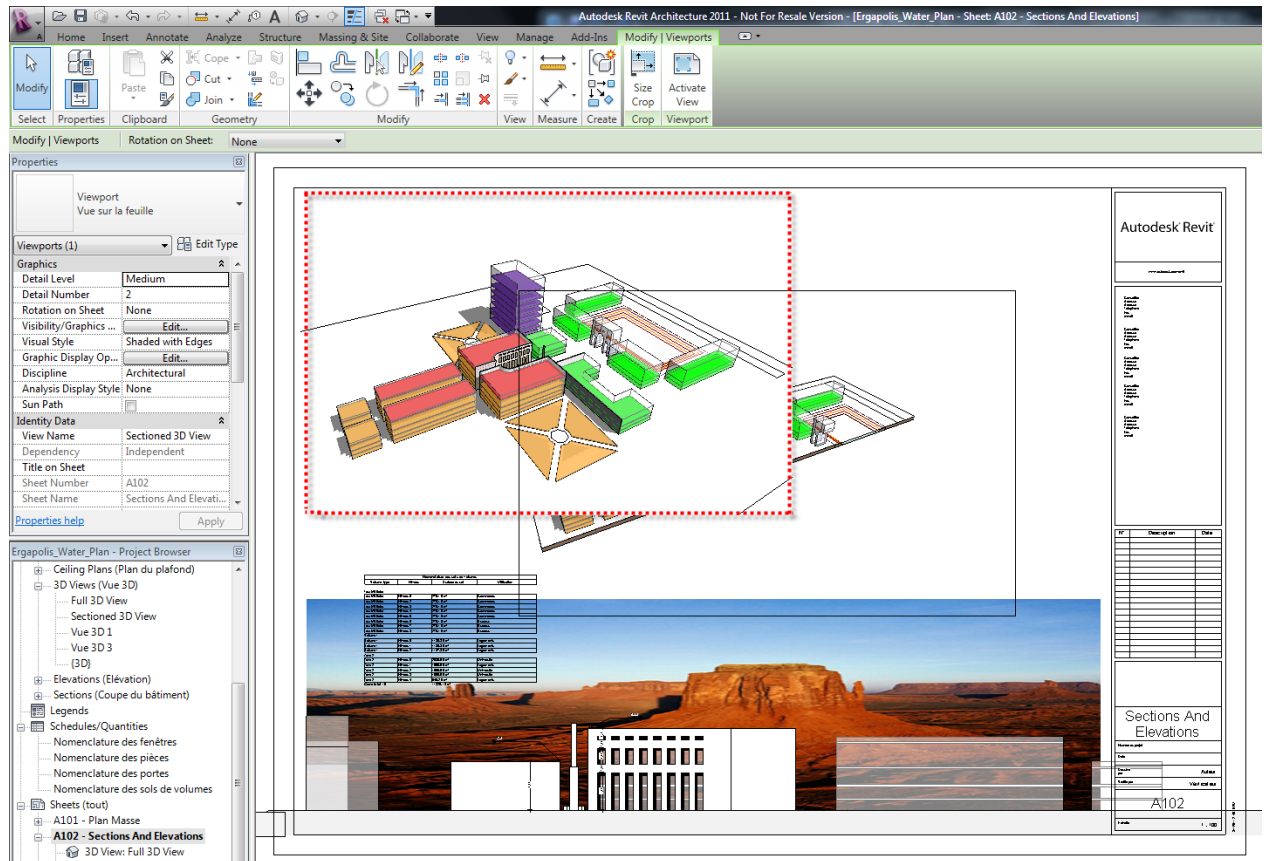 Autodesk Revit Architecture 2011 - Not For Resale Version - [Ergapolis_Water_Plan - Sheet: A102 - Sections And Elevations]
Home Insert Annotate Analyze Structure Massing & Site Collaborate View Manage Add-Ins Modify | Viewports
Modify
Paste
Cope
Cut
Join
Size Crop
Activate View
Select Properties Clipboard Geometry Modify View Measure Create Crop Viewport
Modify | Viewports Rotation on Sheet: None
Properties
Viewport
Vue sur la feuille
Viewports (1) Edit Type
Graphics
Detail Level Medium
Detail Number 2
Rotation on Sheet None
Visibility/Graphics ... Edit...
Visual Style Shaded with Edges
Graphic Display Op... Edit...
Discipline Architectural
Analysis Display Style None
Sun Path
Identity Data
View Name Sectioned 3D View
Dependency Independent
Title on Sheet
Sheet Number A102
Sheet Name Sections And Elevati...
Properties help Apply
Ergapolis_Water_Plan - Project Browser
Ceiling Plans (Plan du plafond)
3D Views (Vue 3D)
Full 3D View
Sectioned 3D View
Vue 3D 1
Vue 3D 3
{3D}
Elevations (Elévation)
Sections (Coupe du bâtiment)
Legends
Schedules/Quantities
Nomenclature des fenêtres
Nomenclature des pièces
Nomenclature des portes
Nomenclature des sols de volumes
Sheets (tout)
A101 - Plan Masse
A102 - Sections And Elevations
3D View: Full 3D View
Autodesk Revit
N° Description Date
Sections And
Elevations
A102
1 : 100